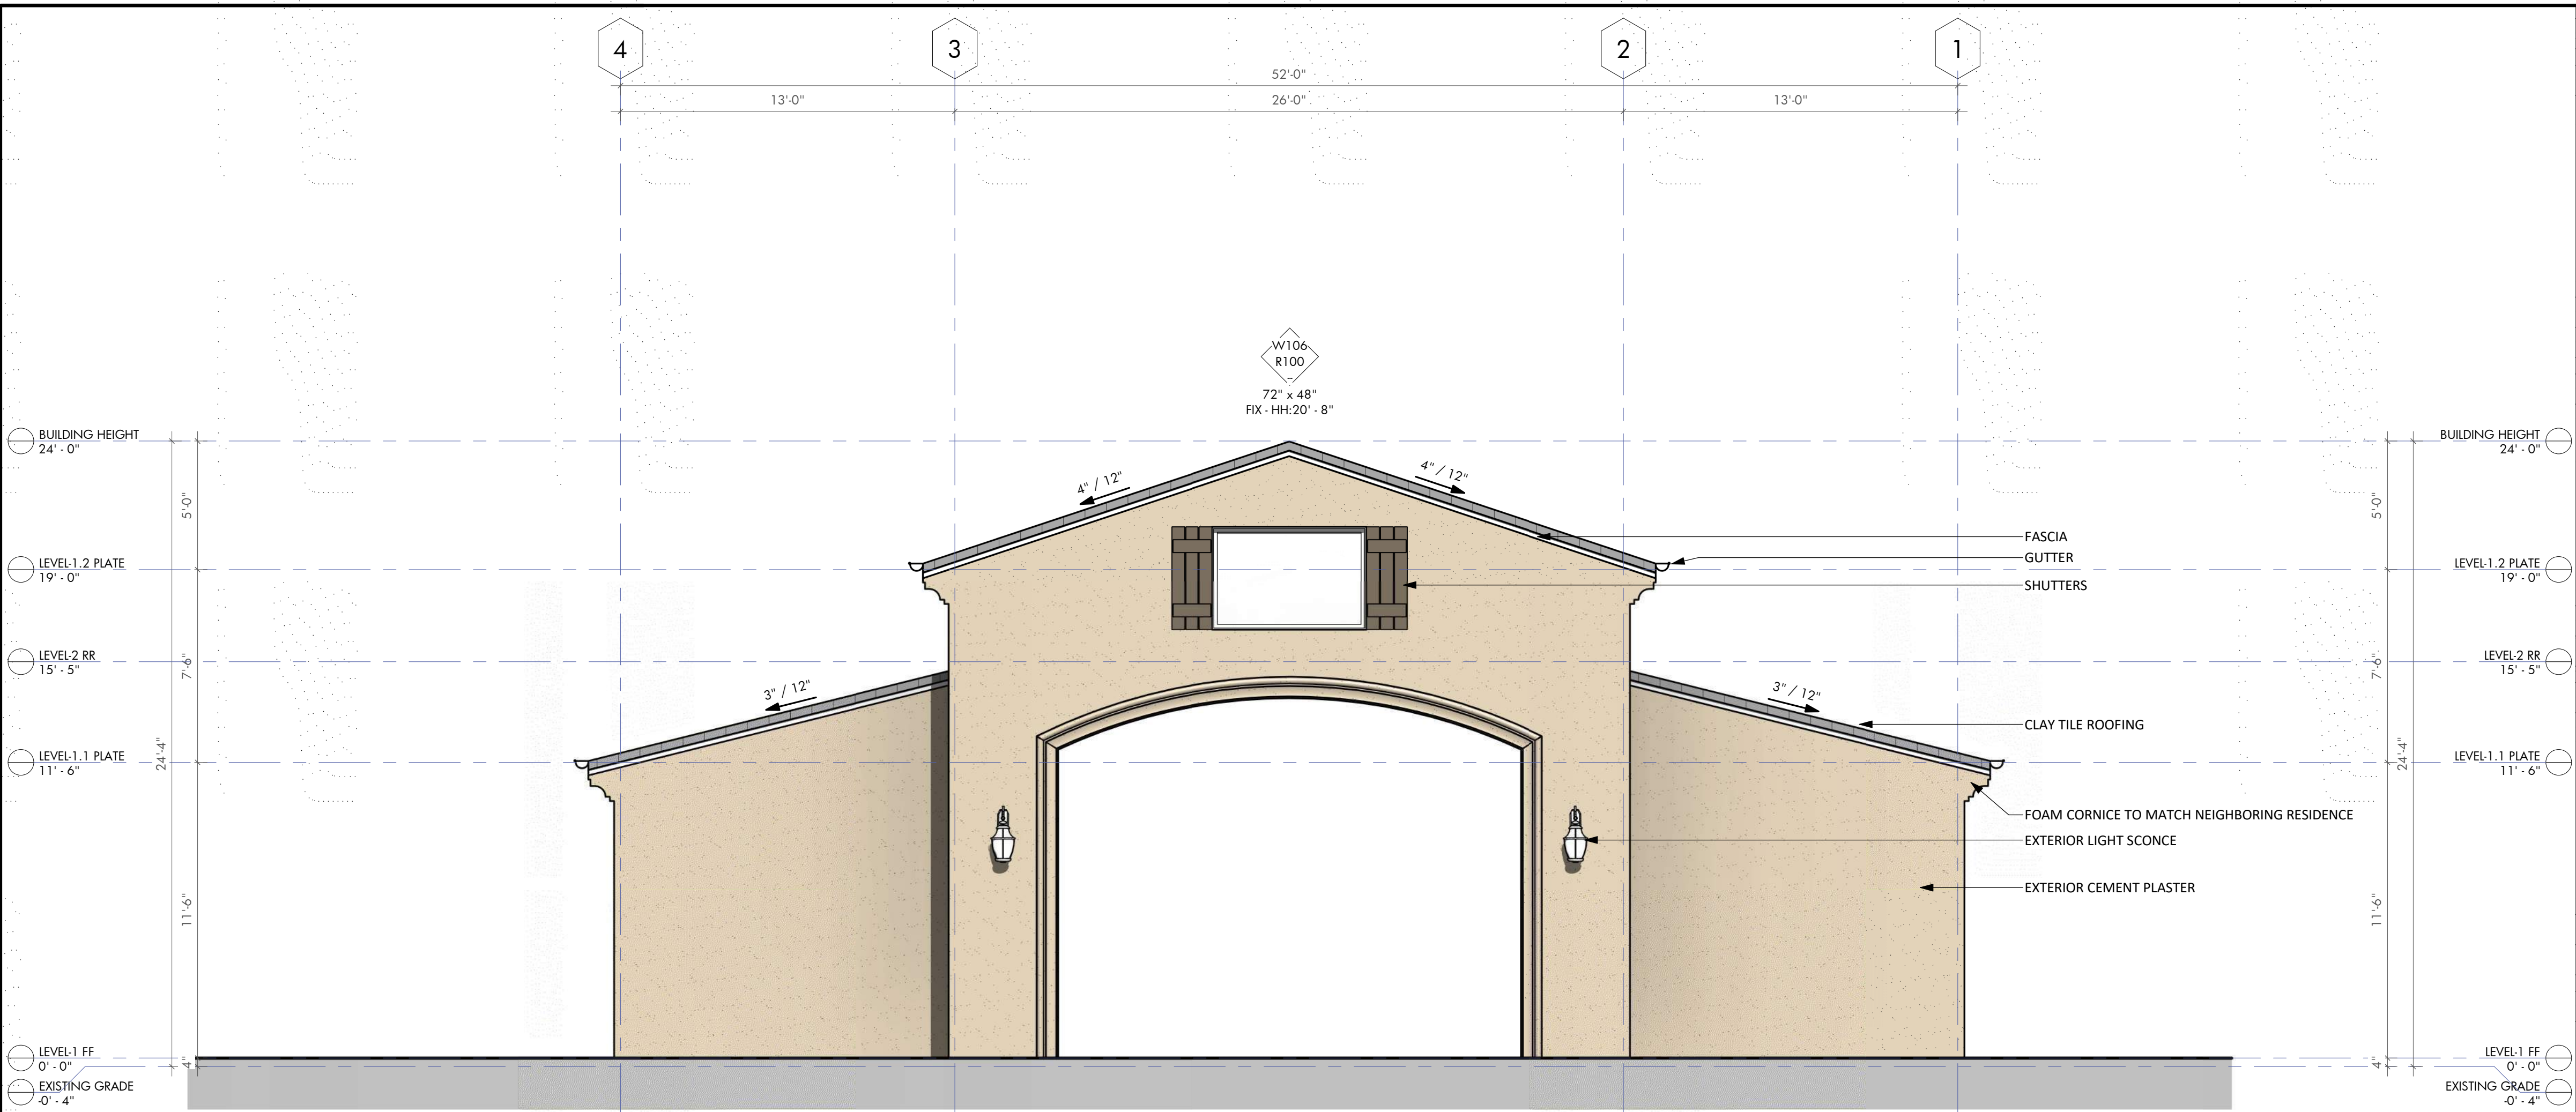 4
3
2
1
52'-0"
13'-0"
26'-0"
13'-0"
W106
R100
--
72" x 48"
FIX - HH:20' - 8"
BUILDING HEIGHT
24' - 0"
BUILDING HEIGHT
24' - 0"
4" / 12"
4" / 12"
5'-0"
5'-0"
FASCIA
GUTTER
SHUTTERS
LEVEL-1.2 PLATE
19' - 0"
LEVEL-1.2 PLATE
19' - 0"
LEVEL-2 RR
15' - 5"
LEVEL-2 RR
15' - 5"
7'-6"
7'-6"
3" / 12"
3" / 12"
CLAY TILE ROOFING
24'-4"
24'-4"
LEVEL-1.1 PLATE
11' - 6"
LEVEL-1.1 PLATE
11' - 6"
FOAM CORNICE TO MATCH NEIGHBORING RESIDENCE
EXTERIOR LIGHT SCONCE
EXTERIOR CEMENT PLASTER
11'-6"
11'-6"
LEVEL-1 FF
0' - 0"
LEVEL-1 FF
0' - 0"
4"
4"
EXISTING GRADE
-0' - 4"
EXISTING GRADE
-0' - 4"